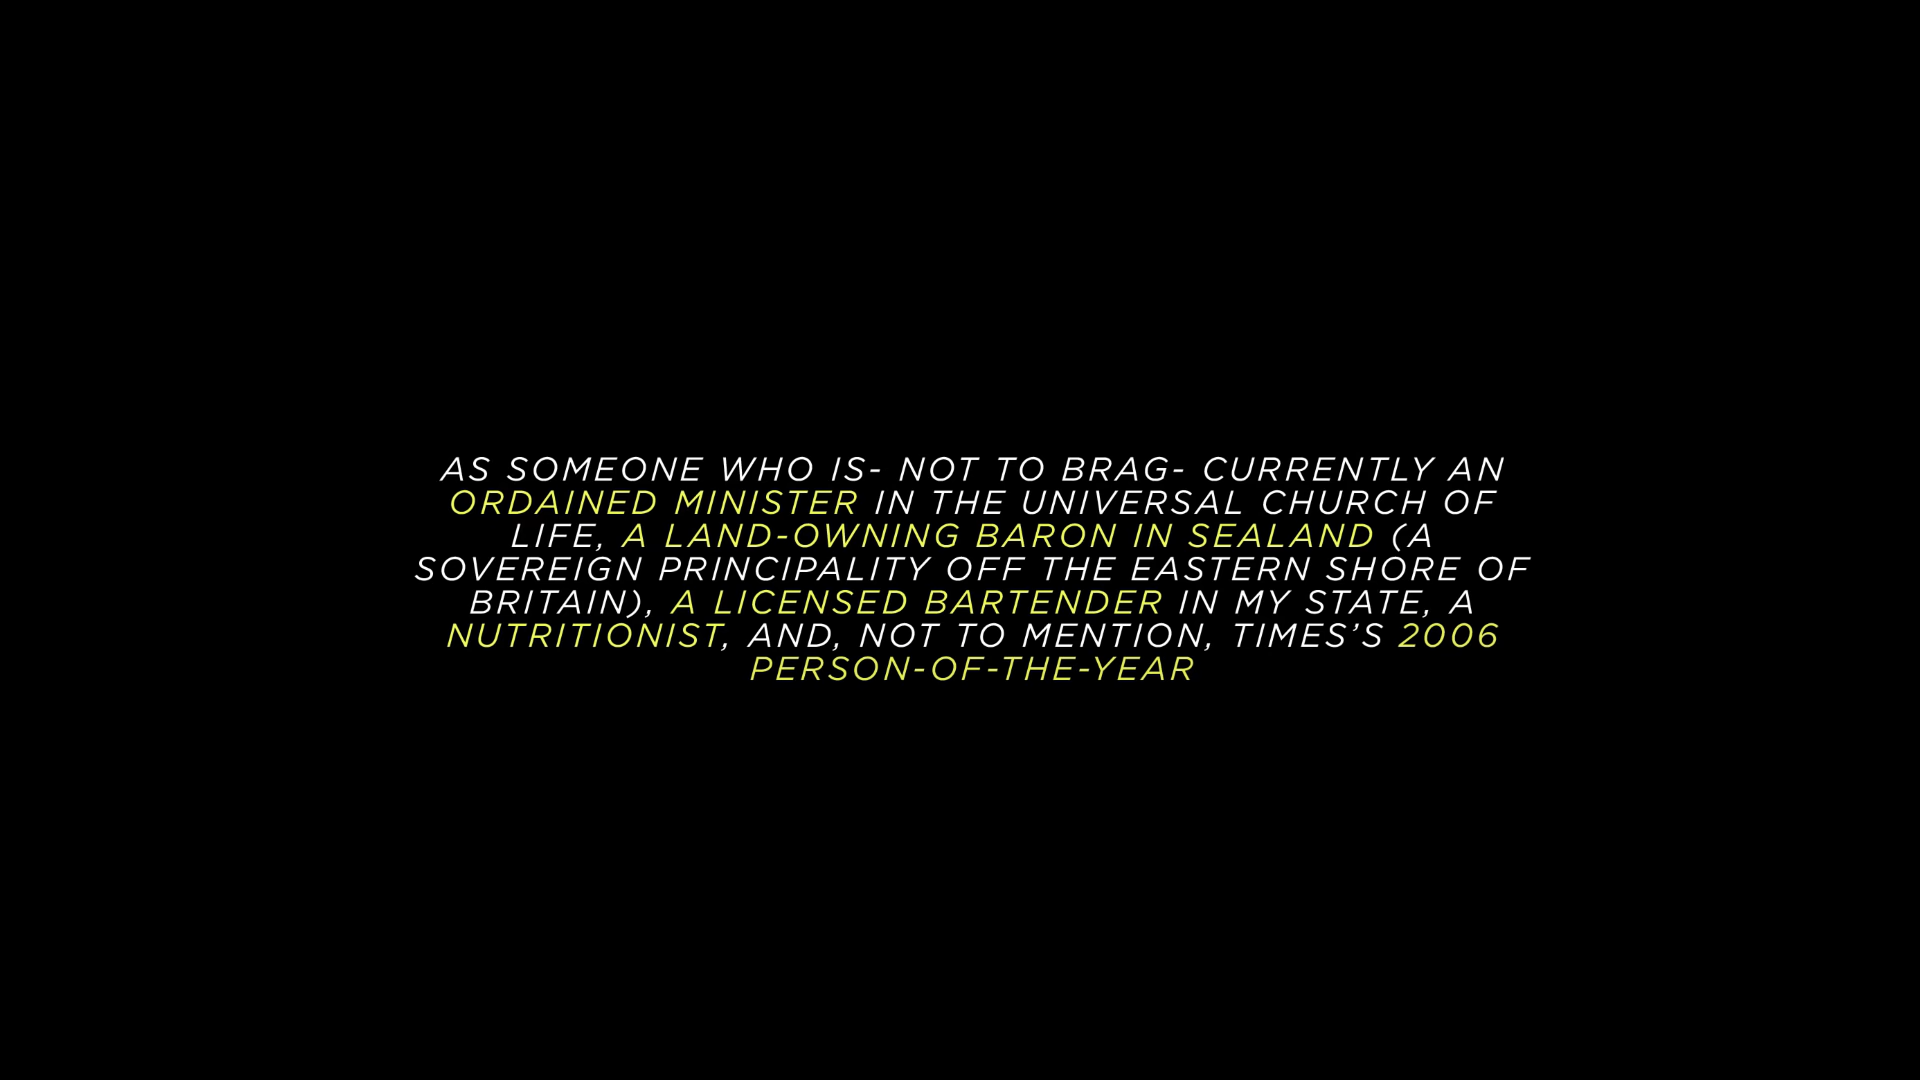 AS SOMEONE WHO IS- NOT TO BRAG- CURRENTLY AN
ORDAINED MINISTER IN THE UNIVERSAL CHURCH OF
LIFE, A LAND-OWNING BARON IN SEALAND (A
SOVEREIGN PRINCIPALITY OFF THE EASTERN SHORE OF
BRITAIN), A LICENSED BARTENDER IN MY STATE, A
NUTRITIONIST, AND, NOT TO MENTION, TIMES’S 2006
PERSON-OF-THE-YEAR